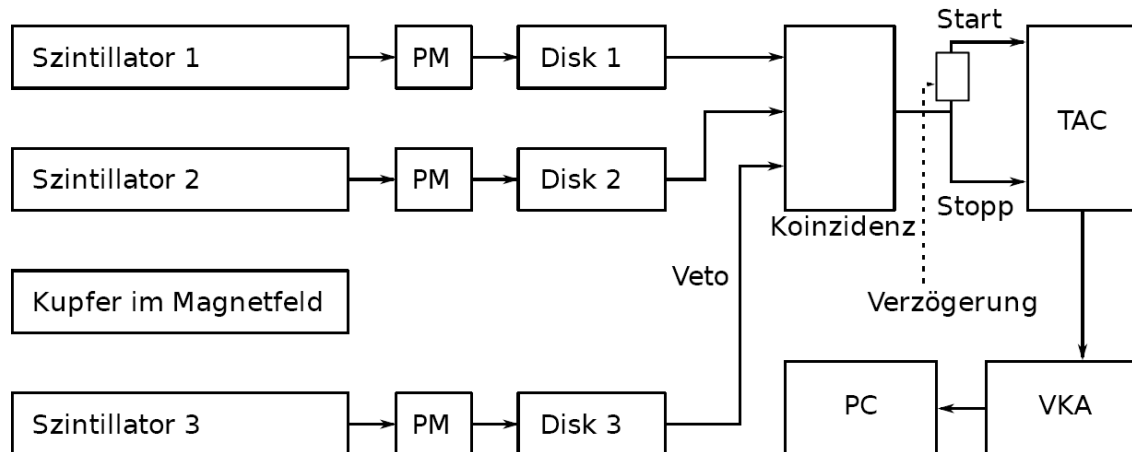 Szintillator 1
PM
Disk 1
Start
TAC
Szintillator 2
PM
Disk 2
Stopp
Koinzidenz
Veto
Kupfer im Magnetfeld
Verzögerung
Szintillator 3
PM
Disk 3
PC
VKA